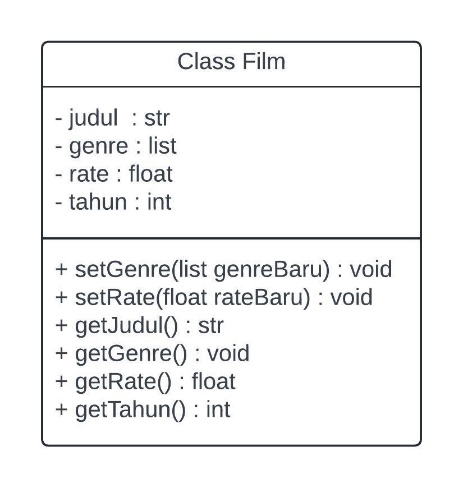 Class Film
- judul : str
- genre : list
- rate : float
- tahun : int
+ setGenre(list genreBaru) : void
+ setRate(float rateBaru) : void
+ getJudul() : str
+ getGenre() : void
+ getRate() : float
+ getTahun() : int